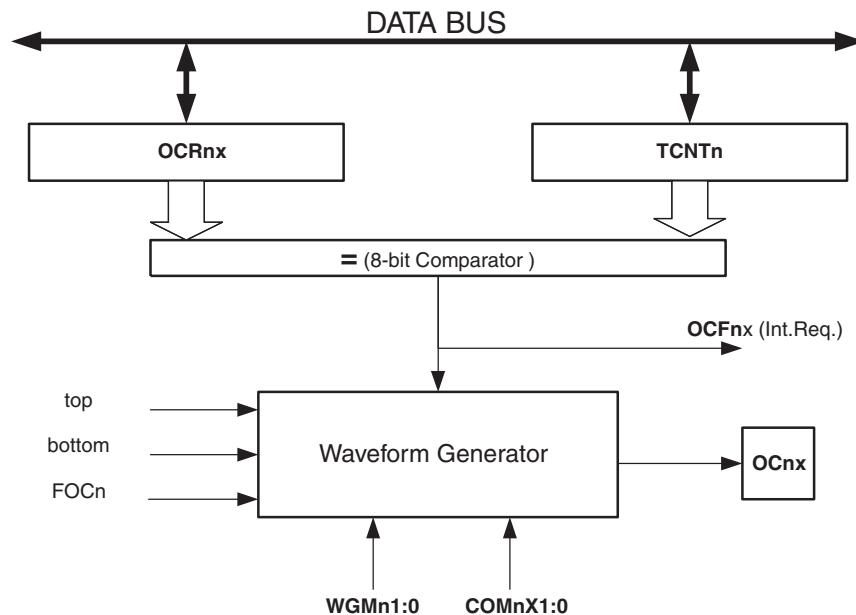 DATA BUS
OCRnx
TCNTn
= (8-bit Comparator )
OCFnx (Int.Req.)
top
bottom
FOCn
Waveform Generator
OCnx
WGMn1:0
COMnX1:0